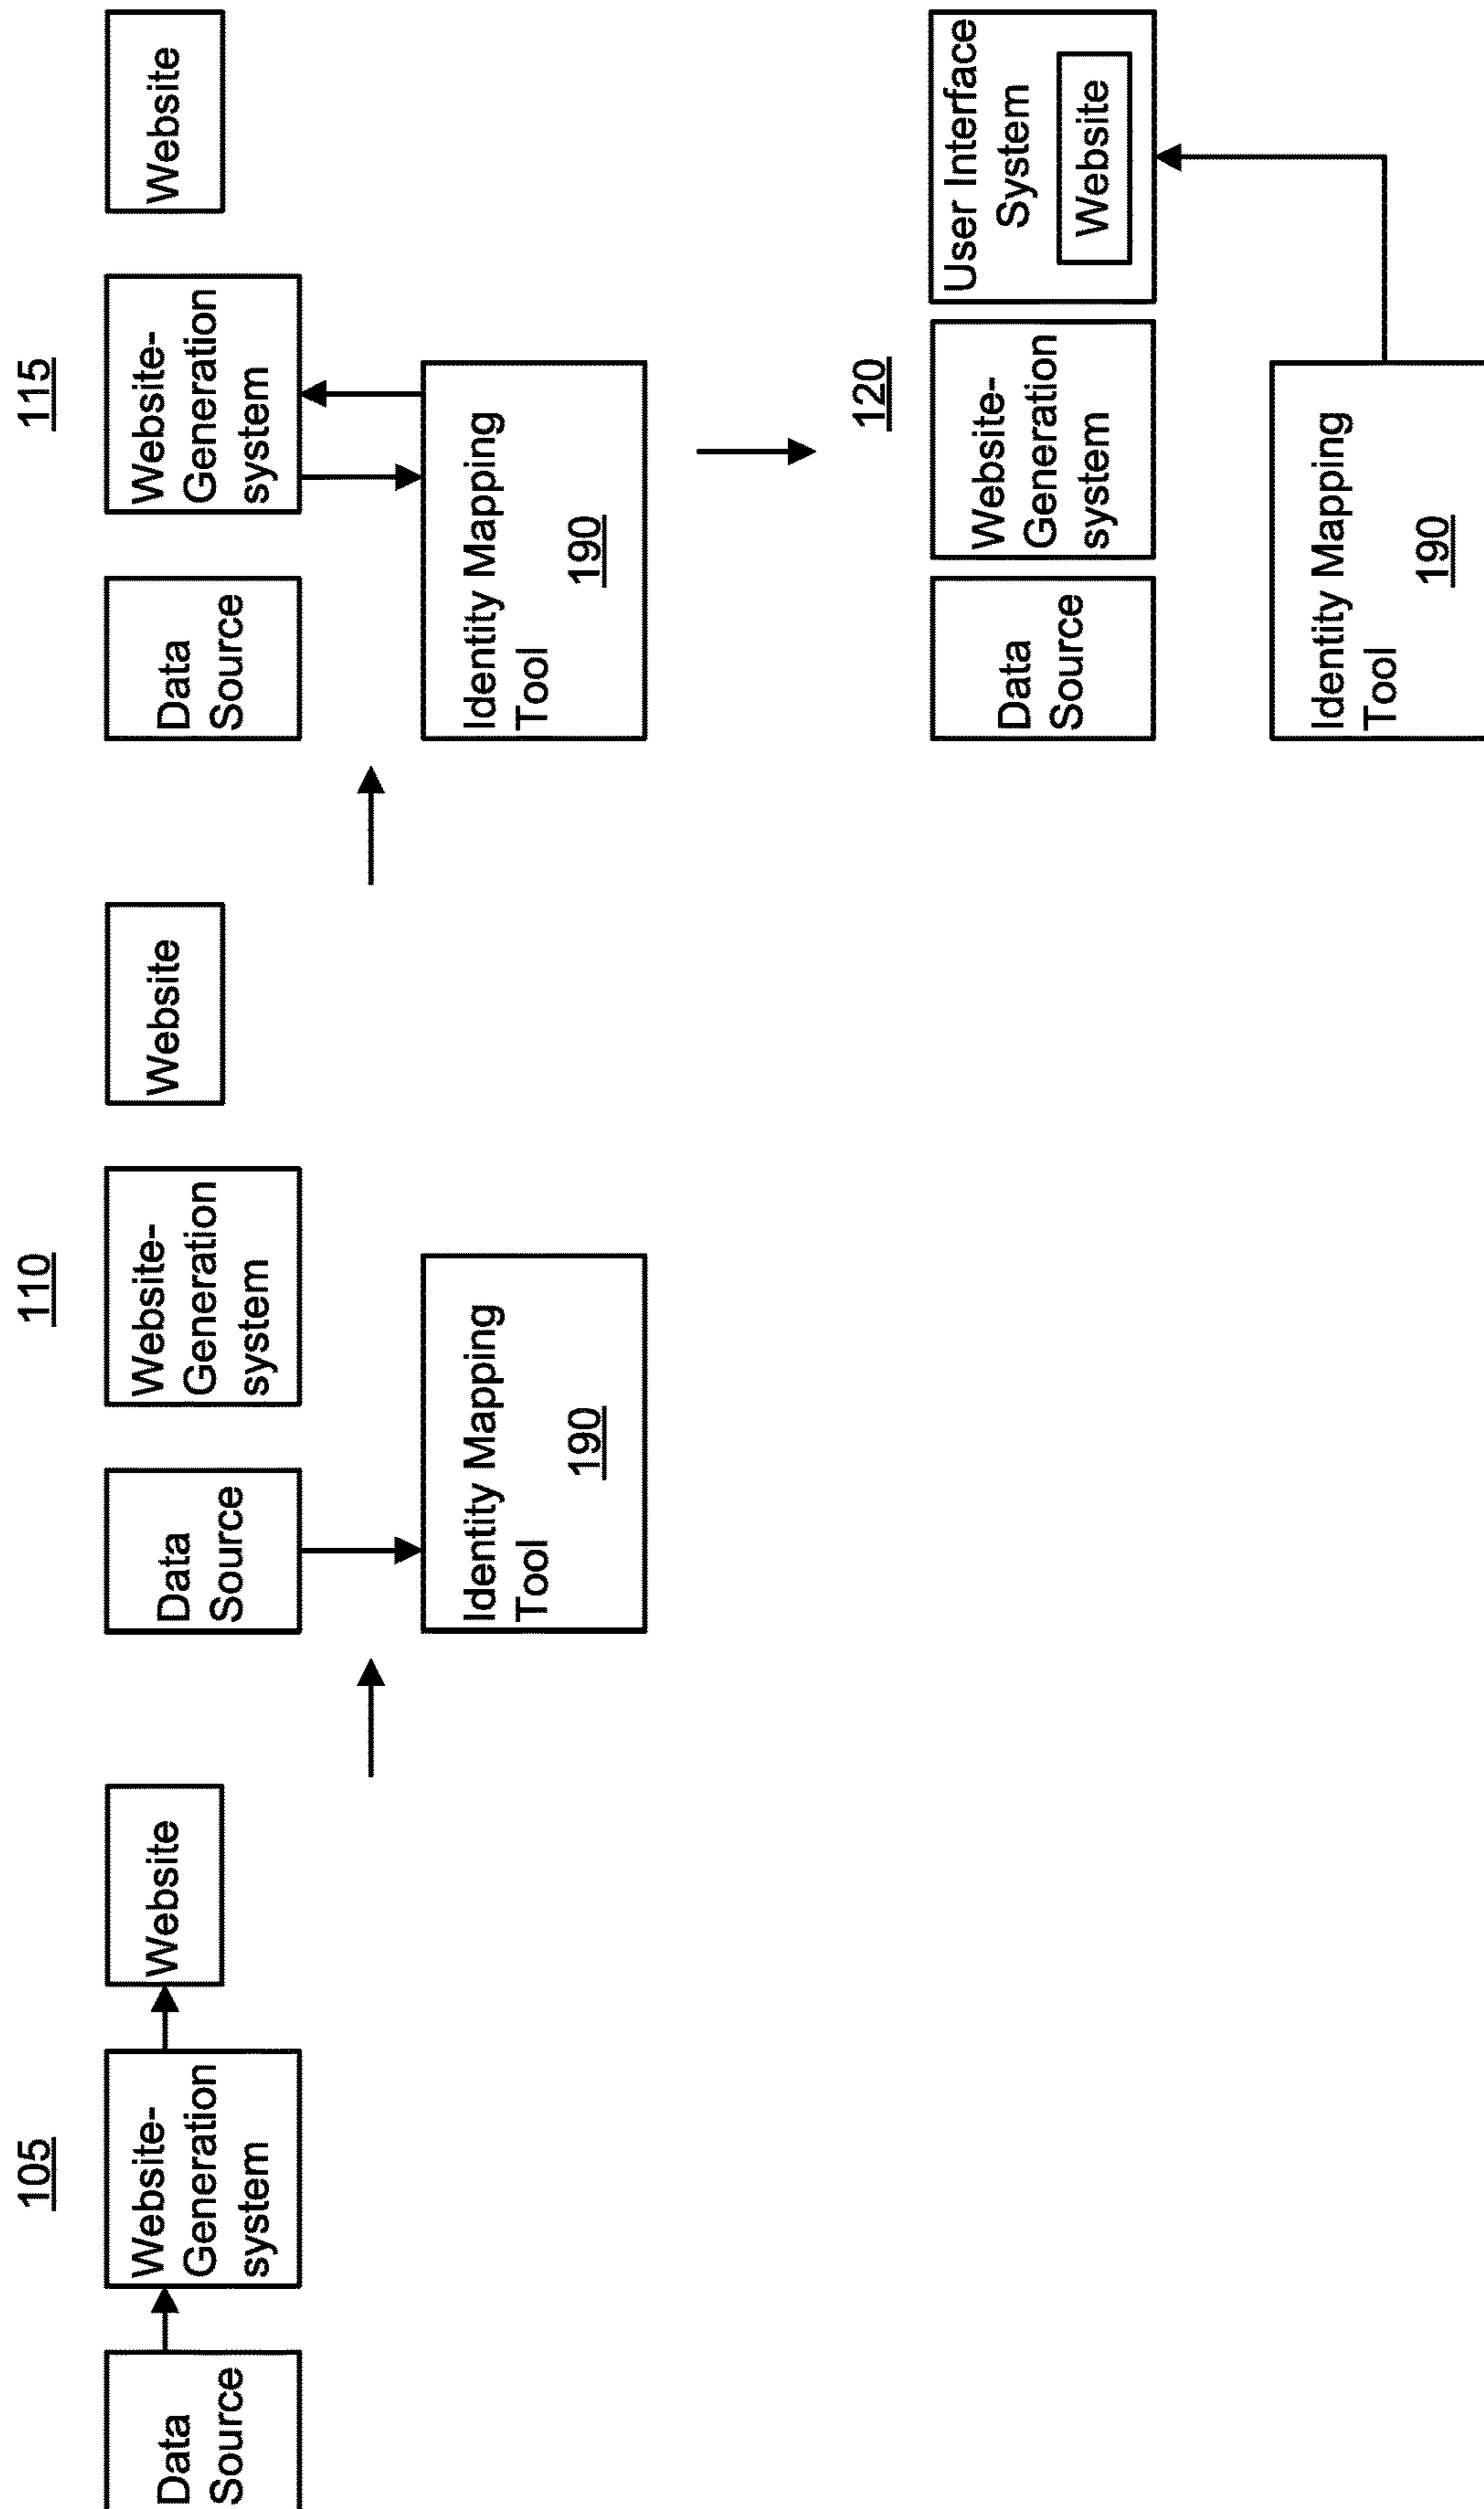 105
Data
Source
Website-
Generation
system
Website
110
Data
Source
Website-
Generation
system
Website
Identity Mapping
Tool
190
115
Data
Source
Website-
Generation
system
Website
Identity Mapping
Tool
190
120
Data
Source
Website-
Generation
system
User Interface
System
Website
Identity Mapping
Tool
190